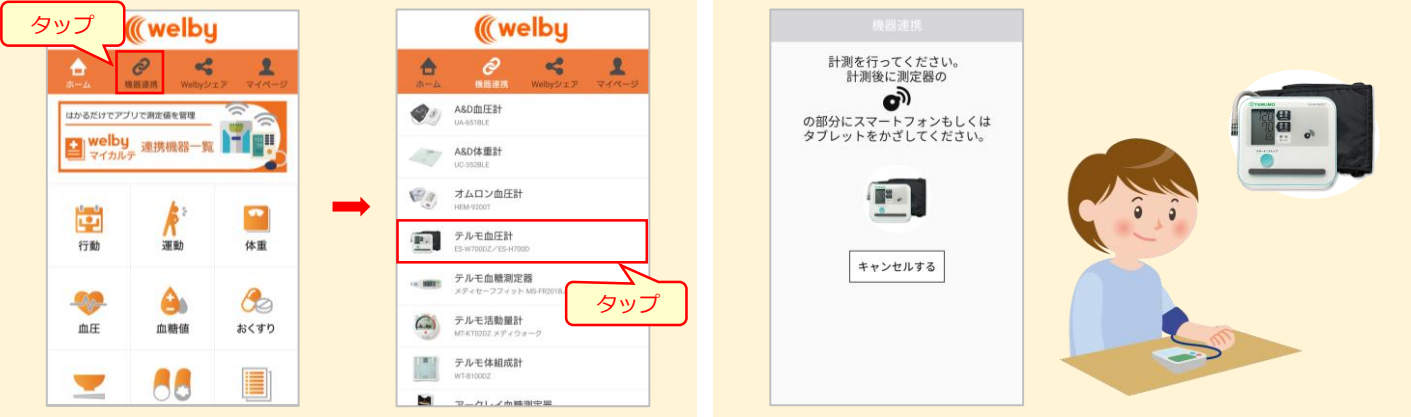 タップ
welby
ホーム
機器連携
Welbyシェア
マイページ
はかるだけでアプリで測定値を管理
welby
マイカルテ
連携機器一覧
行動
運動
体重
血圧
血糖値
おくすり
welby
ホーム
機器連携
Welbyシェア
マイページ
A&D血圧計
UA-651BLE
A&D体重計
UC-352BLE
オムロン血圧計
HEM-9200T
テルモ血圧計
ES-W700DZ／ES-H700D
テルモ血糖測定器
メディセーフフィット MS-FR201B
タップ
テルモ活動量計
MT-KT02DZ メディウォーク
テルモ体組成計
WT-B100DZ
アークレイ血糖測定器
機器連携
計測を行ってください。
計測後に測定器の
の部分にスマートフォンもしくは
タブレットをかざしてください。
キャンセルする
TERUMO